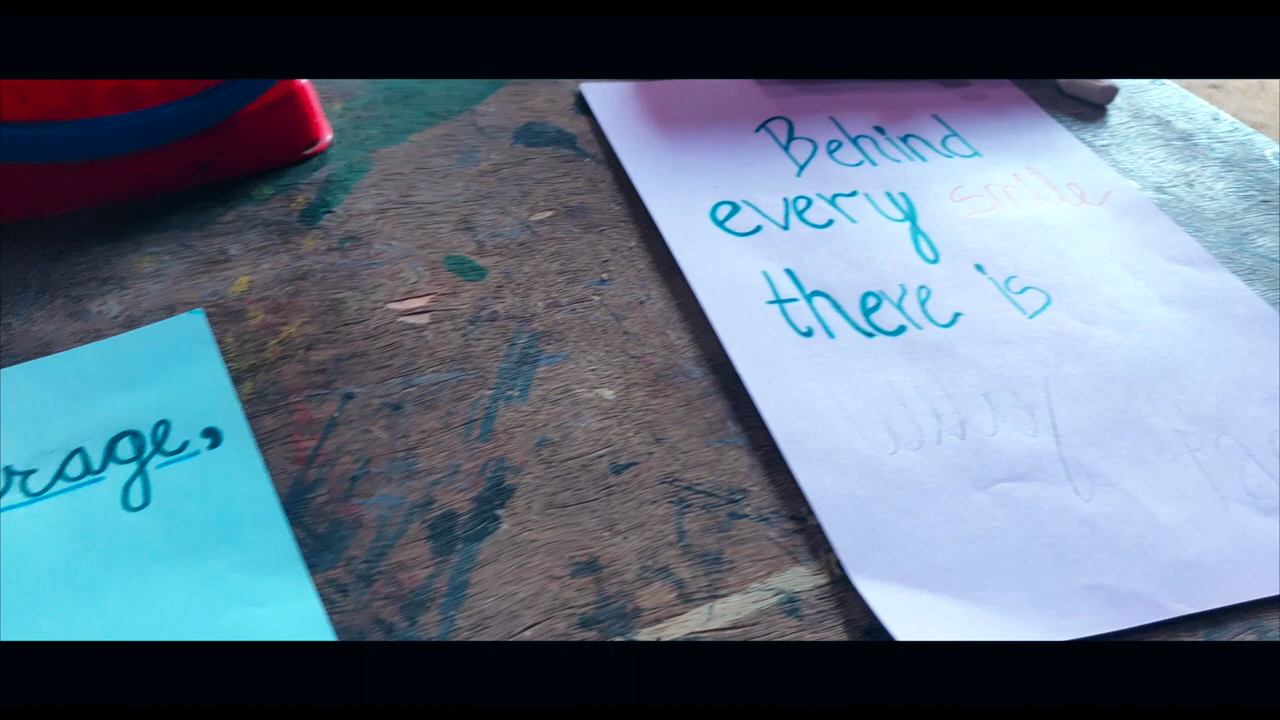 rage,
Behind
every smile
there is